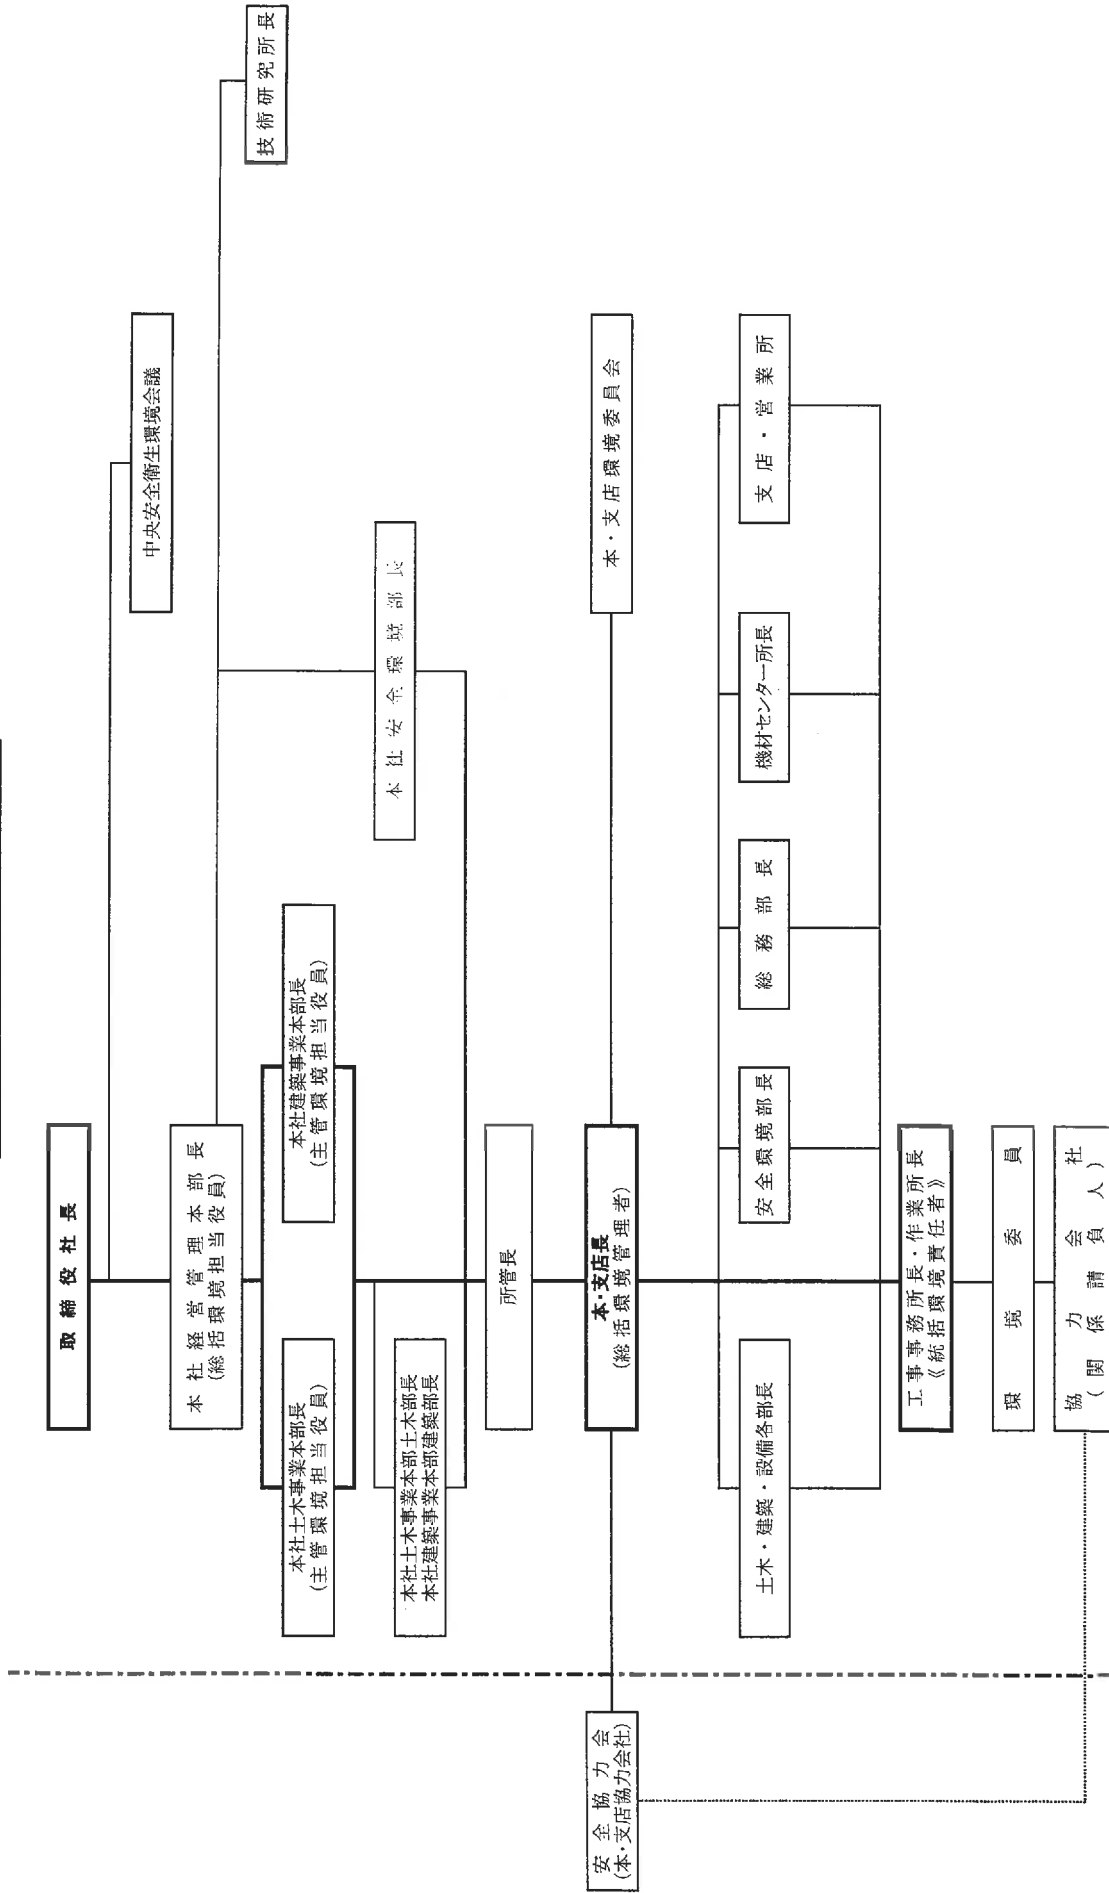 取締役社長
中央安全衛生環境会議
本社経営管理本部長
(総括環境担当役員)
技術研究所長
本社土木事業本部長
(主管環境担当役員)
本社建築事業本部長
(主管環境担当役員)
本社土木事業本部土木部長
本社建築事業本部建築部長
本社安全環境部長
所管長
安全協力会
(本・支店協力会社)
本・支店長
(総括環境管理者)
本・支店環境委員会
土木・建築・設備各部長
安全環境部長
総務部長
機材センター所長
支店・営業所
工事事務所長・作業所長
《統括環境責任者》
環境委員
協力会社
(関係請負人)